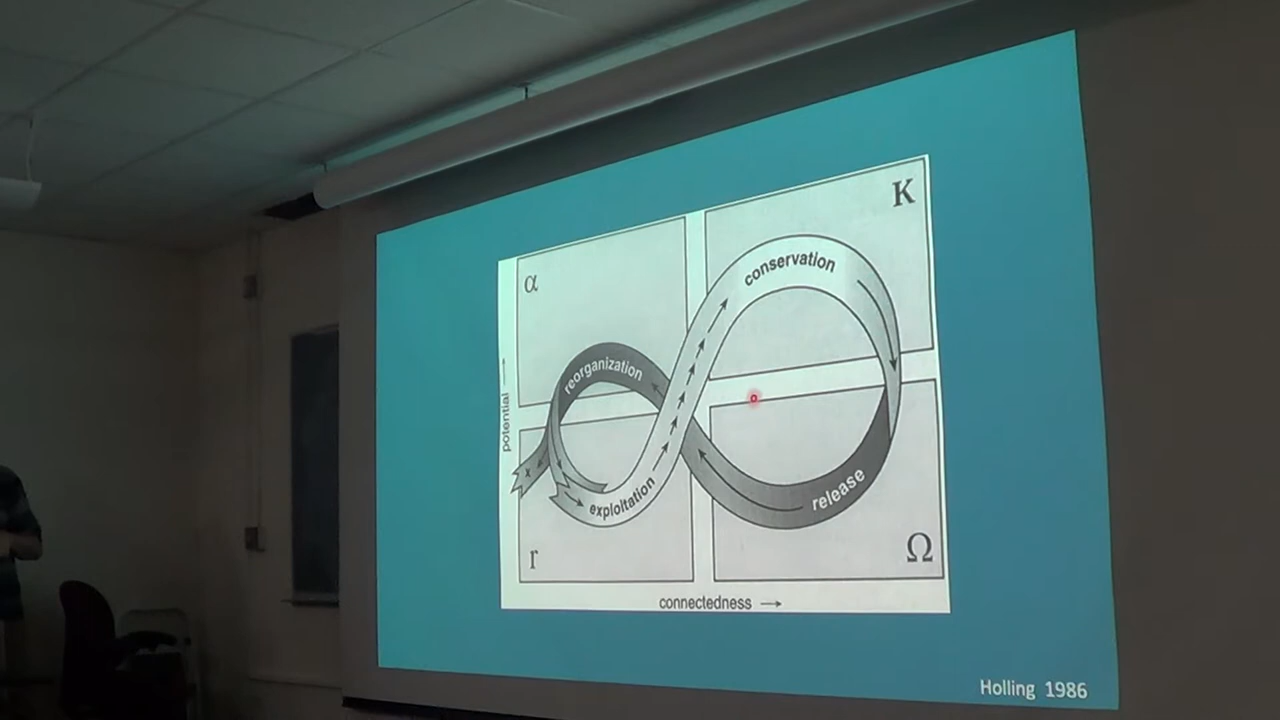 K
α
conservation
reorganization
potential →
exploitation
x
release
r
Ω
connectedness →
Holling 1986